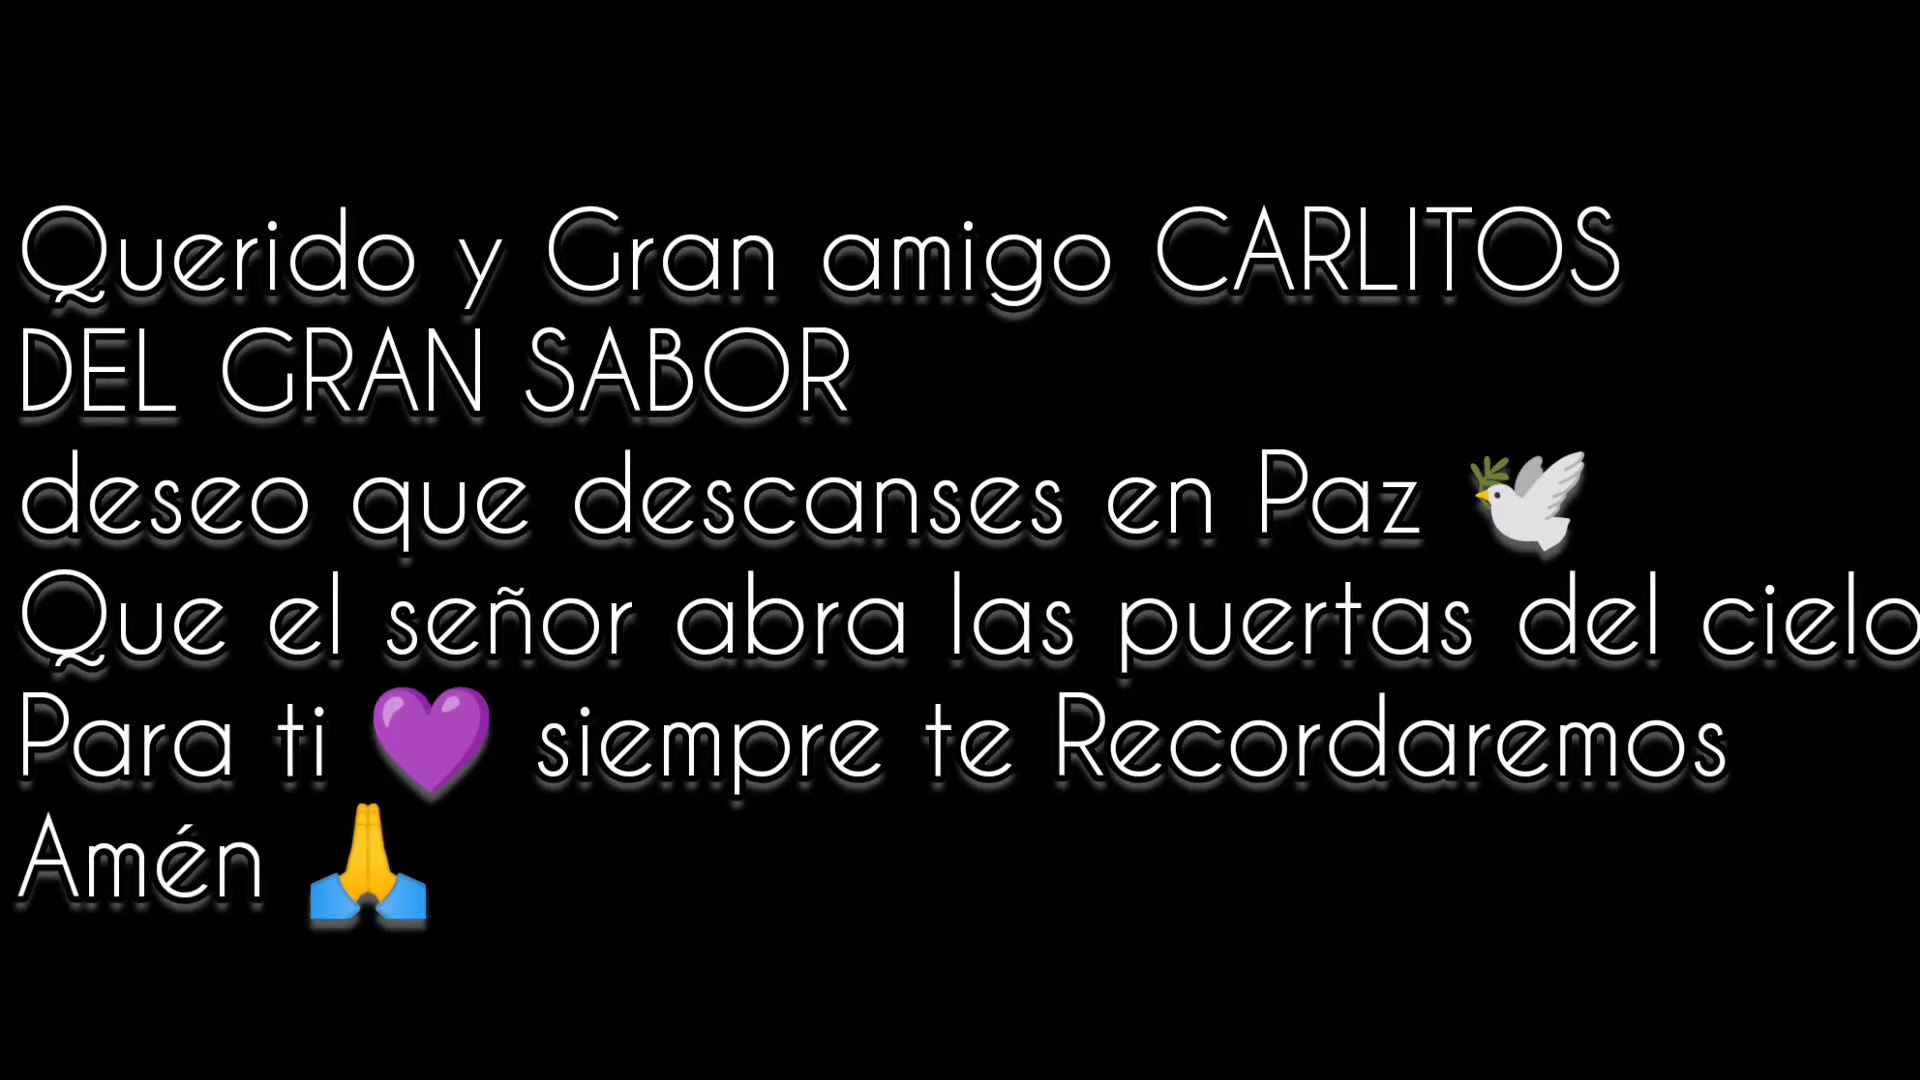 Querido y Gran amigo CARLITOS
DEL GRAN SABOR
deseo que descanses en Paz 🕊️
Que el señor abra las puertas del cielo
Para ti 💜 siempre te Recordaremos
Amén 🙏